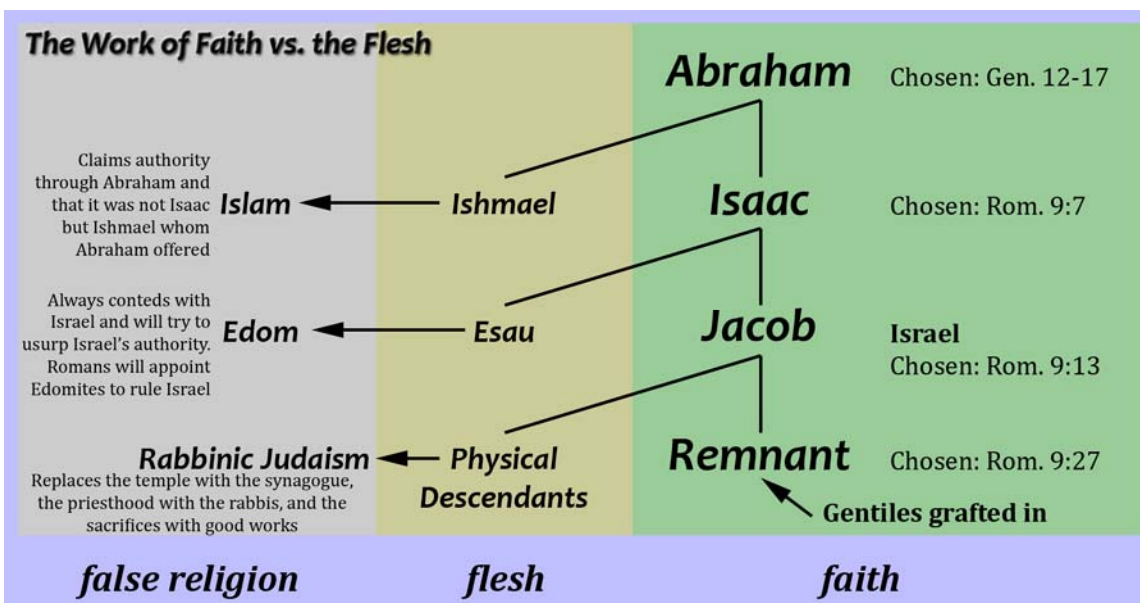 The Work of Faith vs. the Flesh
Abraham
Chosen: Gen. 12-17
Claims authority
through Abraham and
that it was not Isaac
but Ishmael whom
Abraham offered
Islam
Ishmael
Isaac
Chosen: Rom. 9:7
Always conteds with
Israel and will try to
usurp Israel's authority.
Romans will appoint
Edomites to rule Israel
Edom
Esau
Jacob
Israel
Chosen: Rom. 9:13
Rabbinic Judaism
Replaces the temple with the synagogue,
the priesthood with the rabbis, and the
sacrifices with good works
Physical
Descendants
Remnant
Chosen: Rom. 9:27
Gentiles grafted in
false religion
flesh
faith